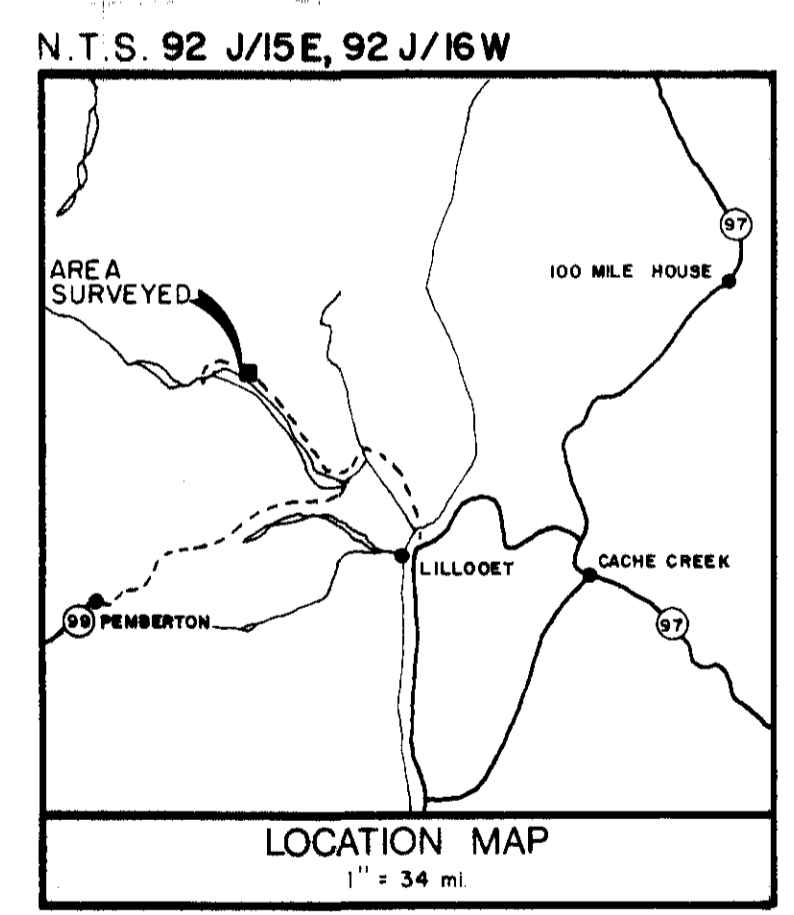 N.T.S. 92 J/15E, 92 J/16W
97
AREA
SURVEYED
100 MILE HOUSE
LILLOOET
CACHE CREEK
99 PEMBERTON
97
LOCATION MAP
1" = 34 mi.